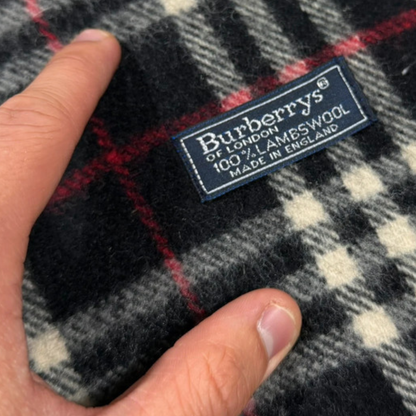 Burberrys®
OF LONDON
100% LAMBSWOOL
MADE IN ENGLAND